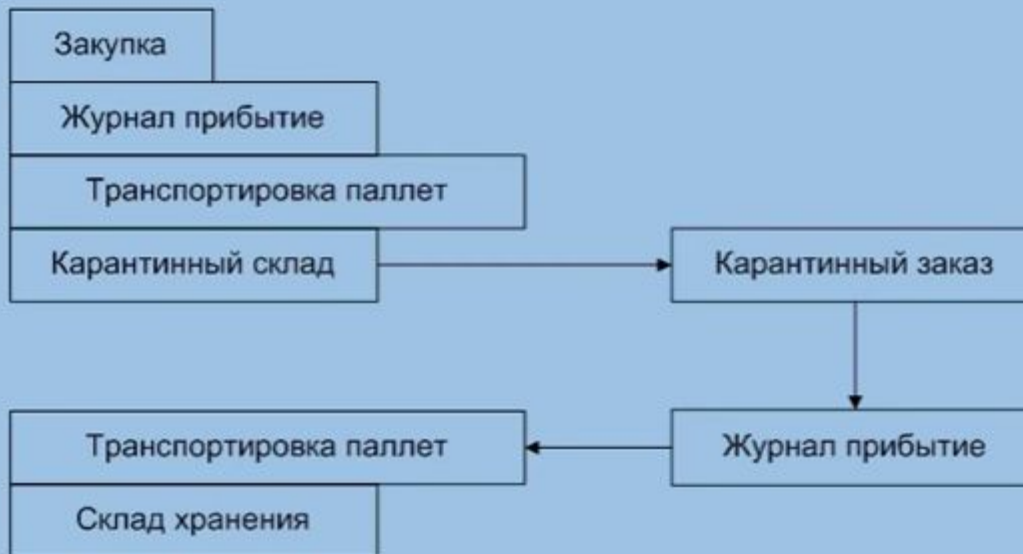 Закупка
Журнал прибытие
Транспортировка паллет
Карантинный склад
Карантинный заказ
Транспортировка паллет
Журнал прибытие
Склад хранения